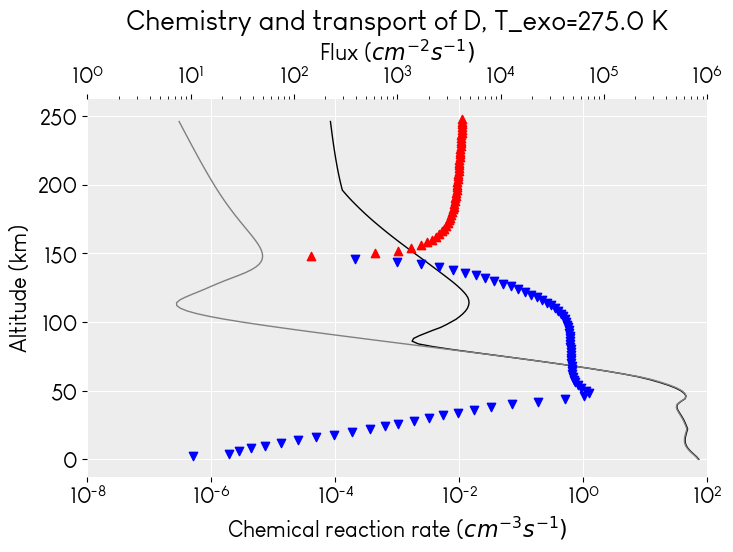 Chemistry and transport of D, T_exo=275.0 K
Flux (cm⁻²s⁻¹)
10⁰ 10¹ 10² 10³ 10⁴ 10⁵ 10⁶
250
200
150
100
50
0
Altitude (km)
10⁻⁸ 10⁻⁶ 10⁻⁴ 10⁻² 10⁰ 10²
Chemical reaction rate (cm⁻³s⁻¹)